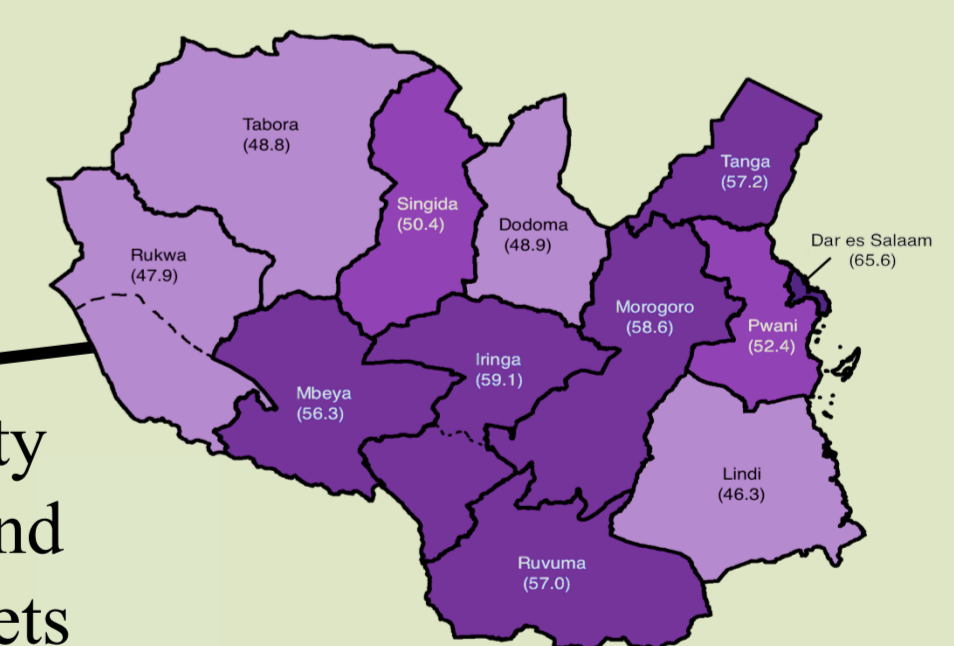 Tabora
(48.8)
Tanga
(57.2)
Singida
(50.4)
Dodoma
(48.9)
Dar es Salaam
(65.6)
Rukwa
(47.9)
Morogoro
(58.6)
Pwani
(52.4)
Iringa
(59.1)
Mbeya
(56.3)
ty
nd
ets
Lindi
(46.3)
Ruvuma
(57.0)